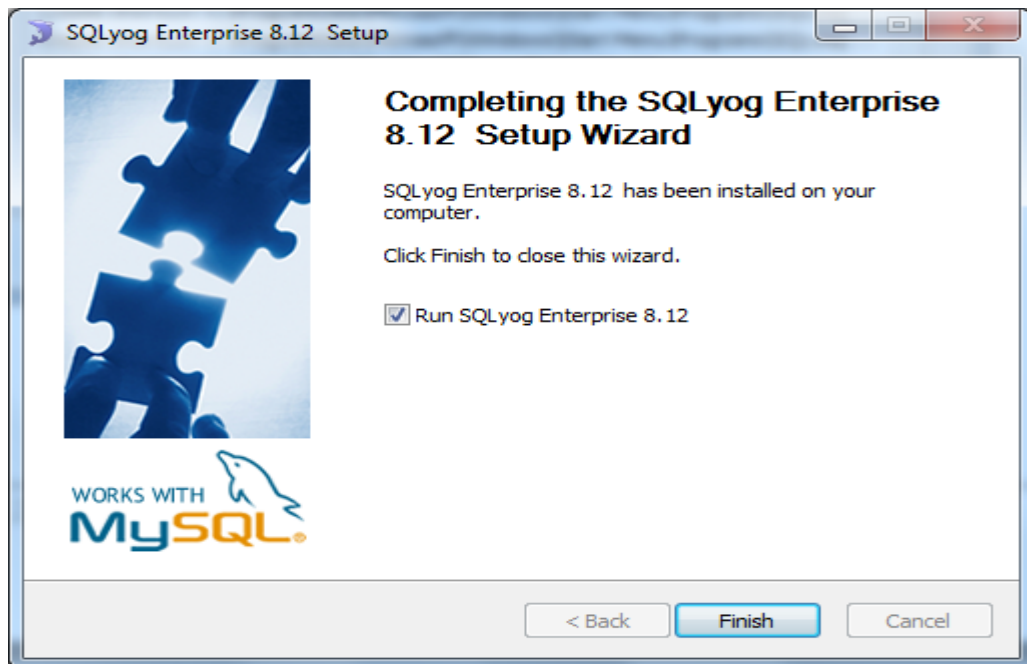 SQLyog Enterprise 8.12 Setup
Completing the SQLyog Enterprise
8.12 Setup Wizard
SQLyog Enterprise 8.12 has been installed on your
computer.
Click Finish to close this wizard.
Run SQLyog Enterprise 8.12
WORKS WITH
MySQL®
< Back
Finish
Cancel